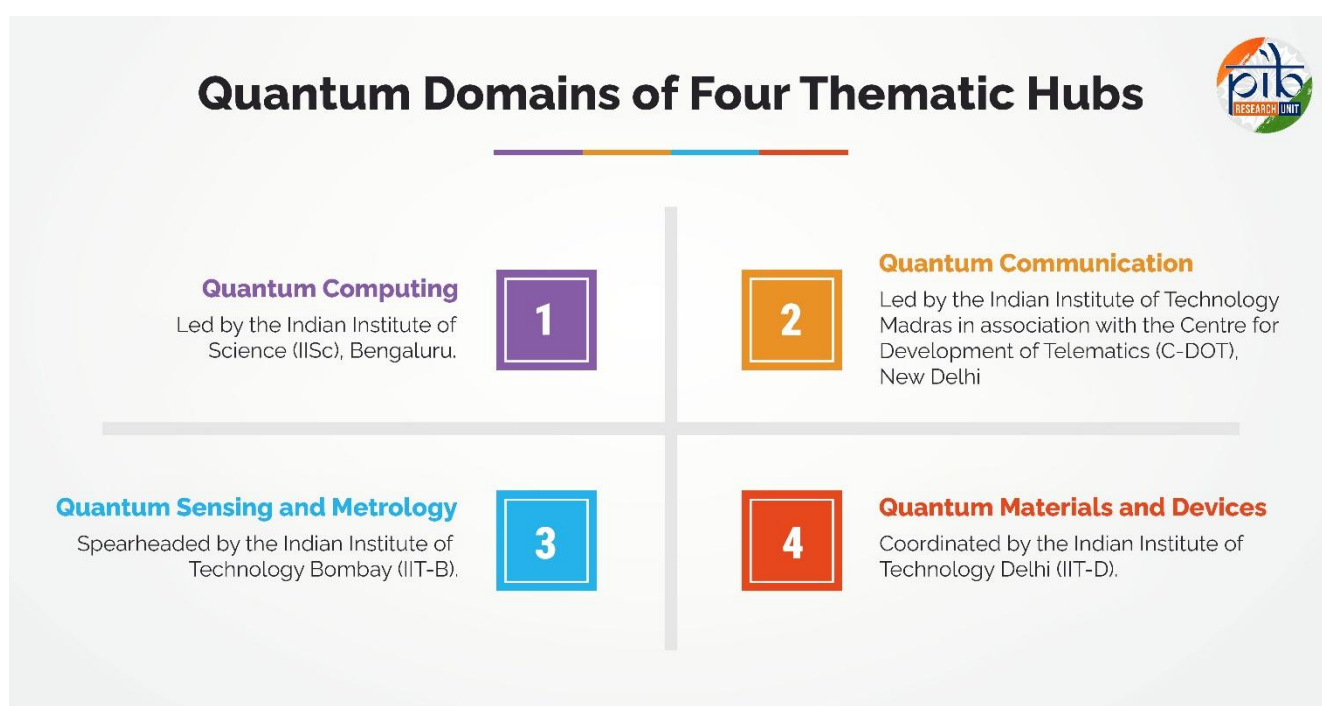 Quantum Domains of Four Thematic Hubs
pib
RESEARCH UNIT
Quantum Computing
Led by the Indian Institute of
Science (IISc), Bengaluru.
1
2
Quantum Communication
Led by the Indian Institute of Technology
Madras in association with the Centre for
Development of Telematics (C-DOT),
New Delhi
Quantum Sensing and Metrology
Spearheaded by the Indian Institute of
Technology Bombay (IIT-B).
3
4
Quantum Materials and Devices
Coordinated by the Indian Institute of
Technology Delhi (IIT-D).